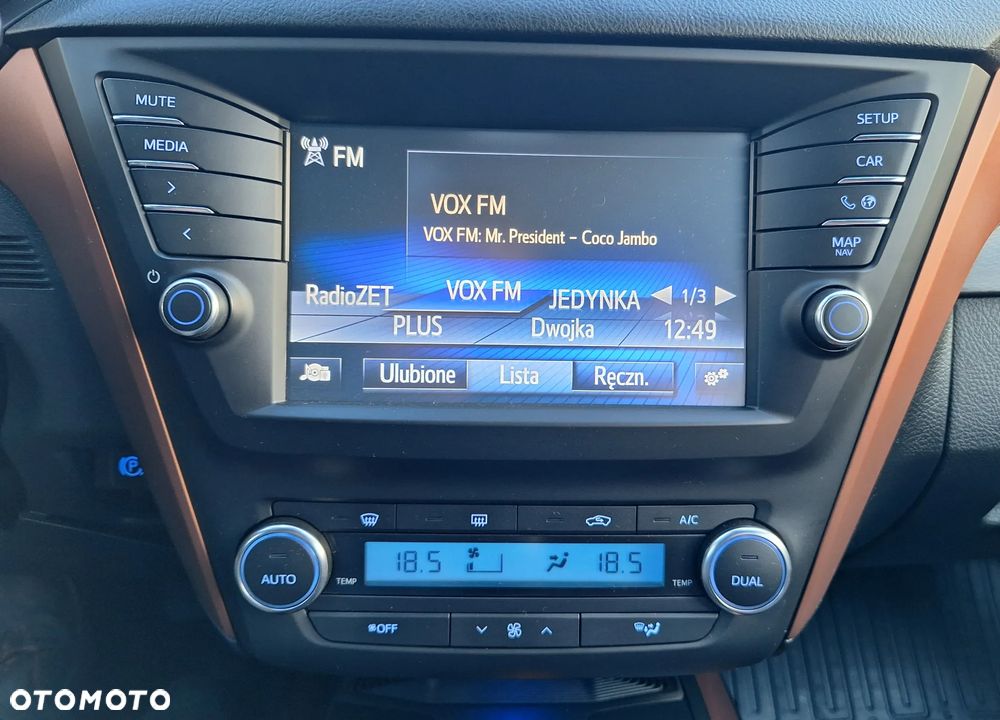 MUTE
MEDIA
>
<
SETUP
CAR
MAP
NAV
FM
VOX FM
VOX FM: Mr. President - Coco Jambo
RadioZET VOX FM JEDYNKA 1/3
PLUS Dwojka 12:49
Ulubione Lista Ręczn.
P
A/C
AUTO TEMP 18.5 18.5 TEMP DUAL
OFF
OTOMOTO